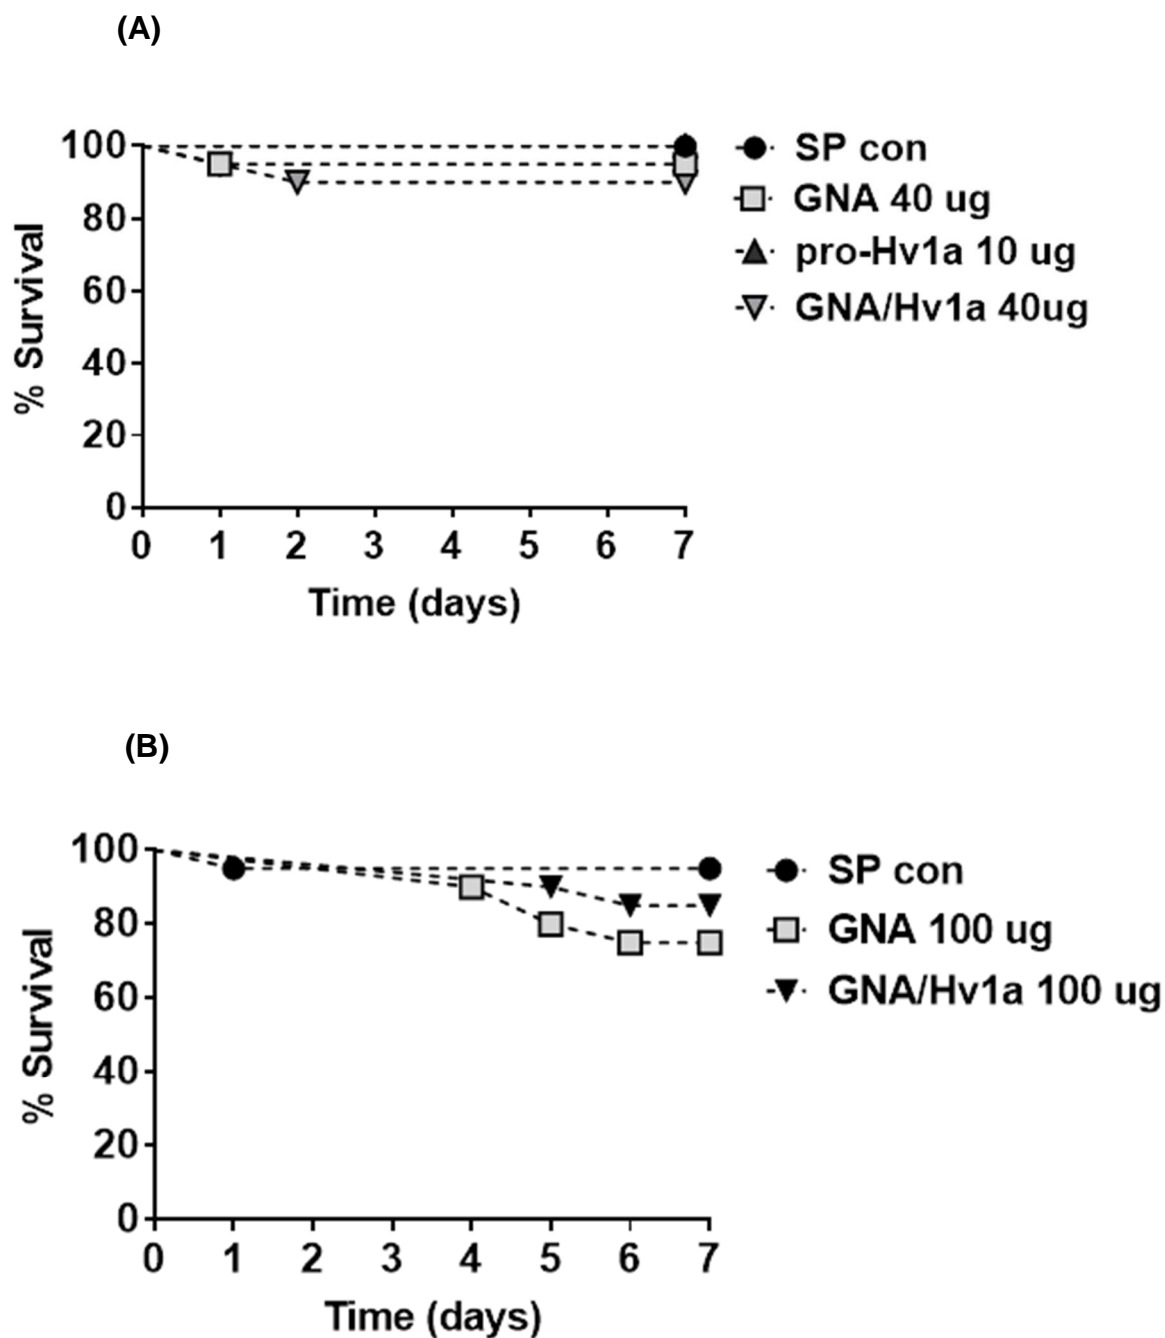 (A)
100
80
60
40
20
0
% Survival
0 1 2 3 4 5 6 7
Time (days)
SP con
GNA 40 ug
pro-Hv1a 10 ug
GNA/Hv1a 40ug
(B)
100
80
60
40
20
0
% Survival
0 1 2 3 4 5 6 7
Time (days)
SP con
GNA 100 ug
GNA/Hv1a 100 ug